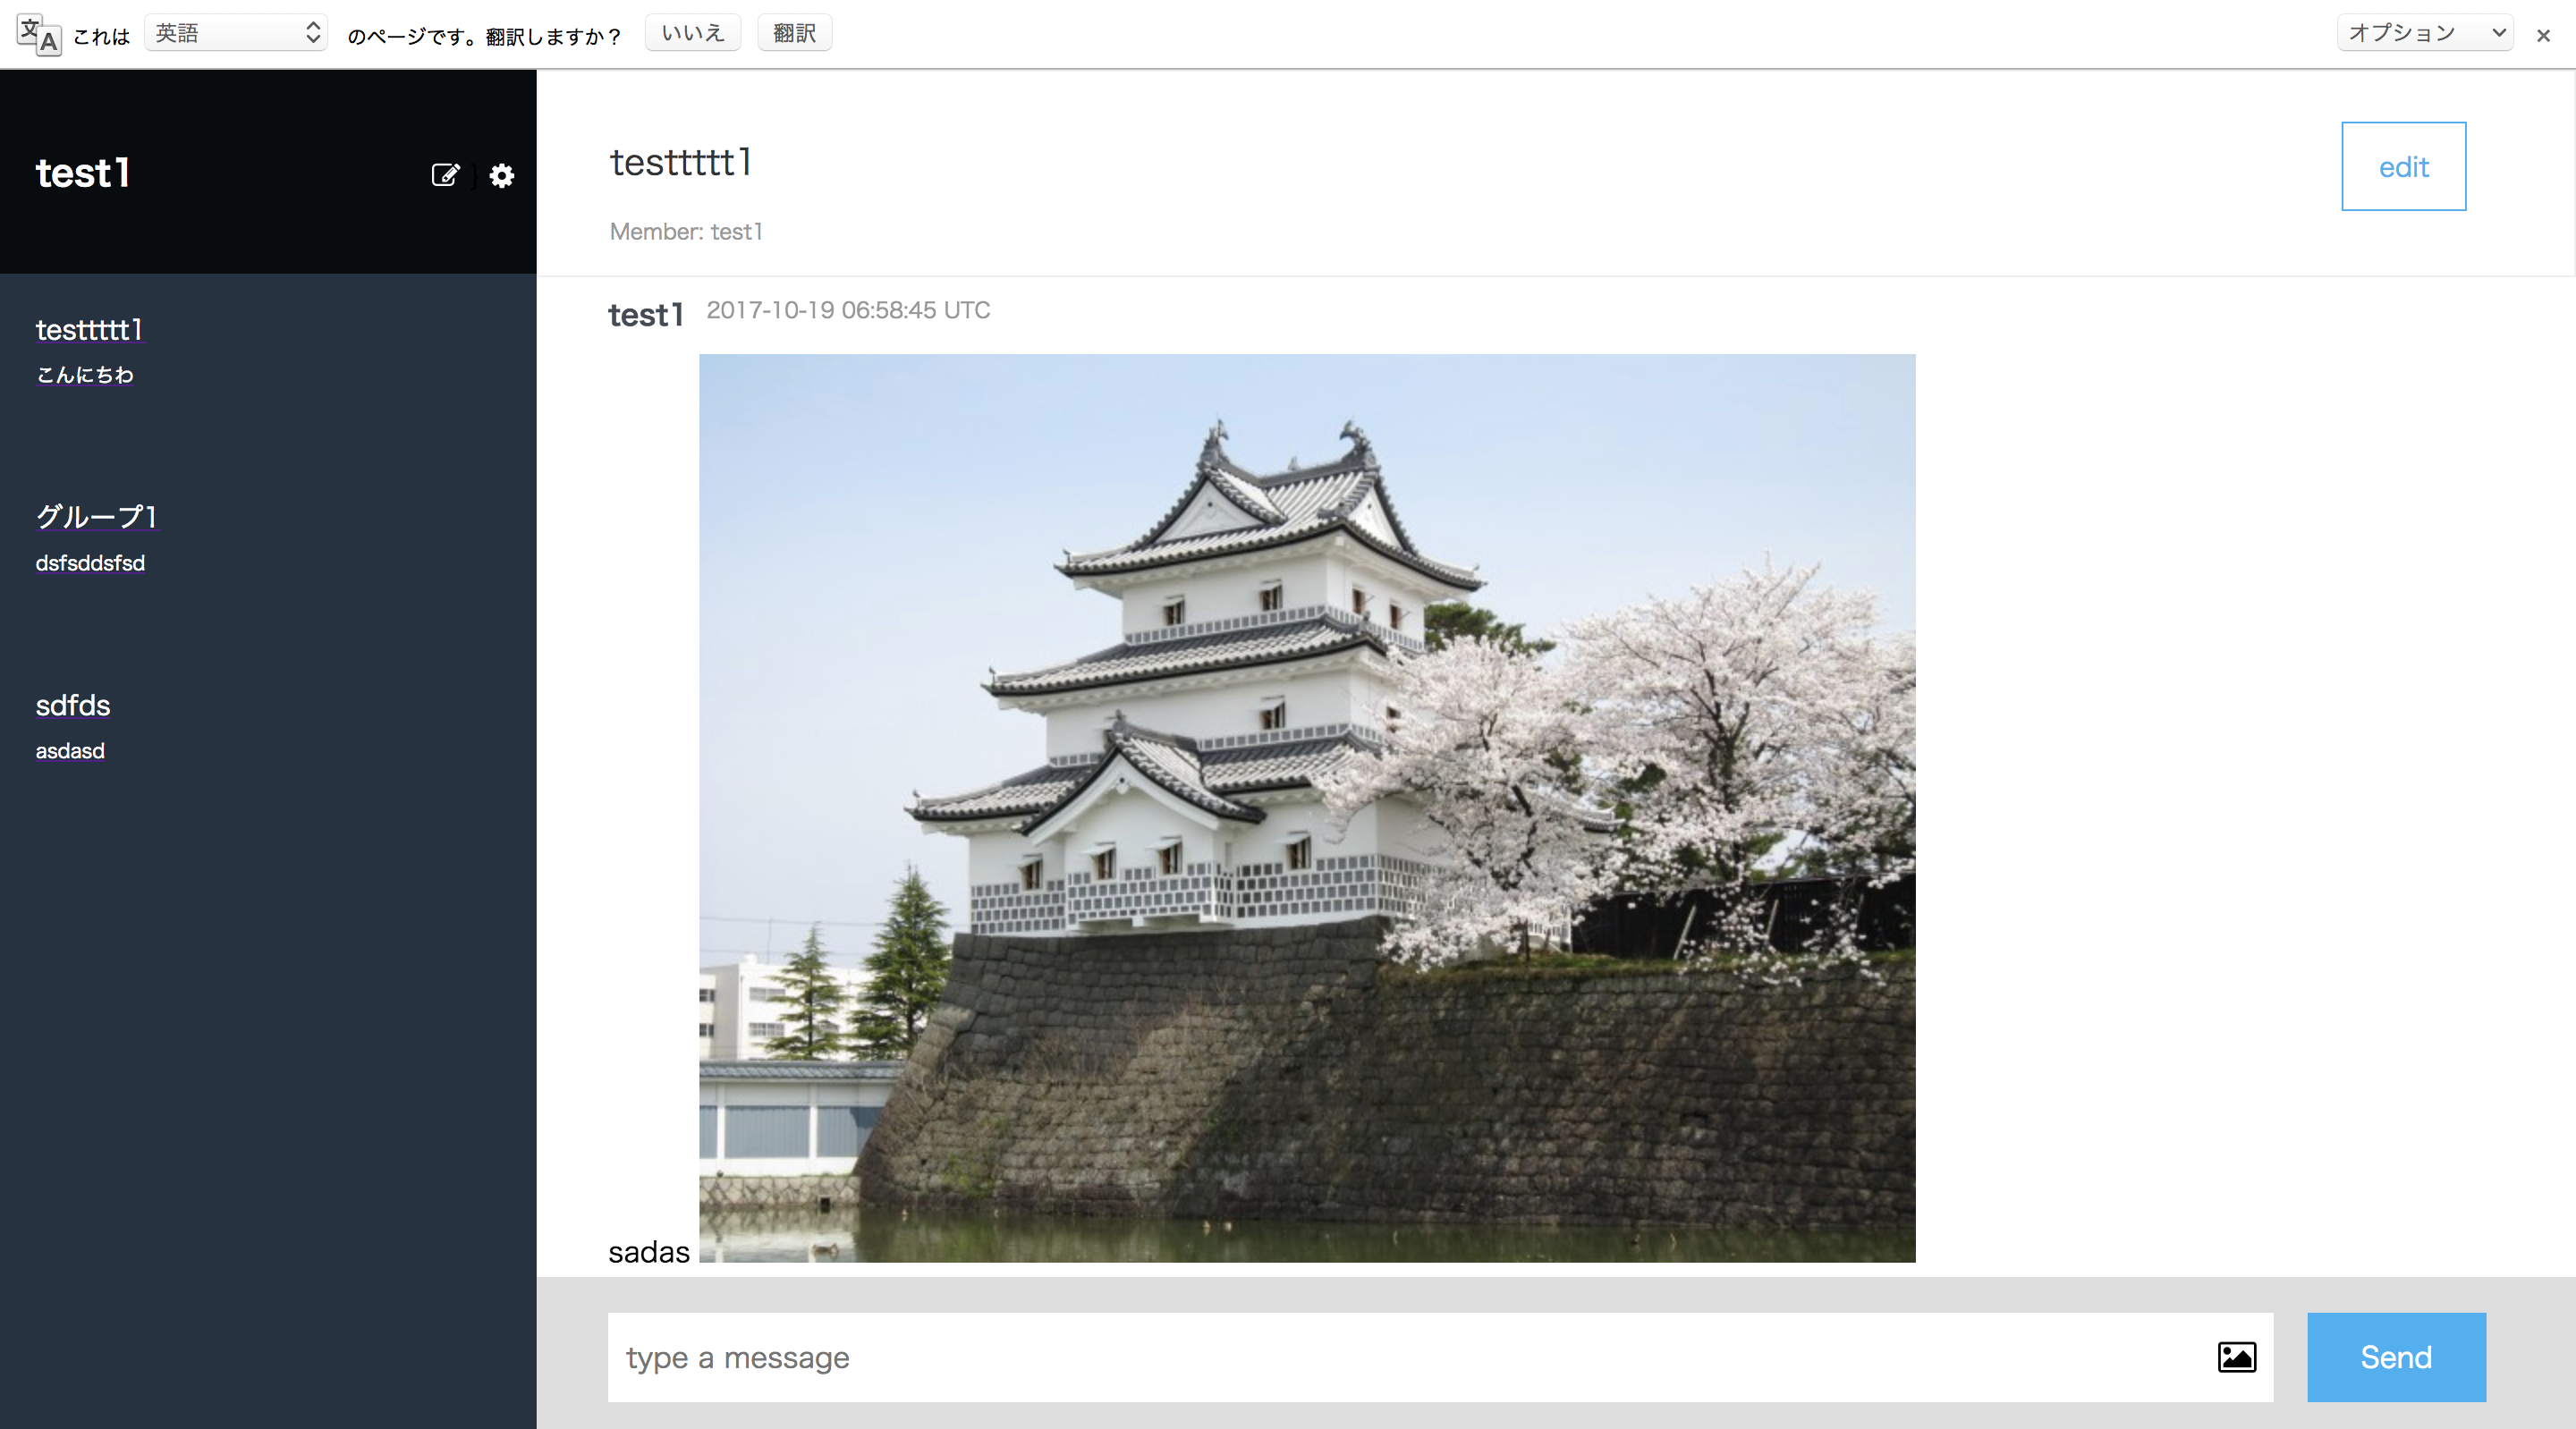 文A これは 英語 のページです。翻訳しますか？ いいえ 翻訳 オプション ×
test1 }
testtttt1
こんにちわ
グループ1
dsfsddsfsd
sdfds
asdasd
testtttt1 edit
Member: test1
test1 2017-10-19 06:58:45 UTC
sadas
type a message Send